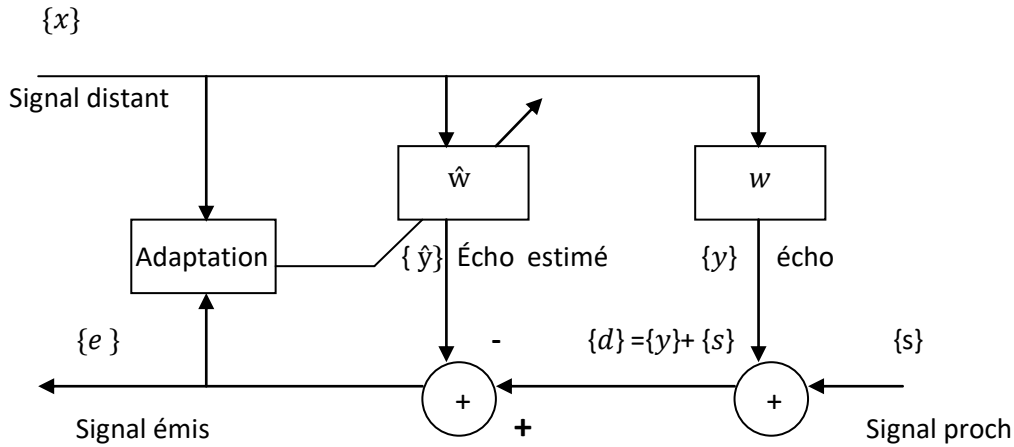 {x}
Signal distant
ŵ
w
Adaptation
{ ŷ} Écho estimé
{y} écho
{e }
-
{d} ={y}+ {s}
{s}
+
+
+
Signal émis
Signal proch